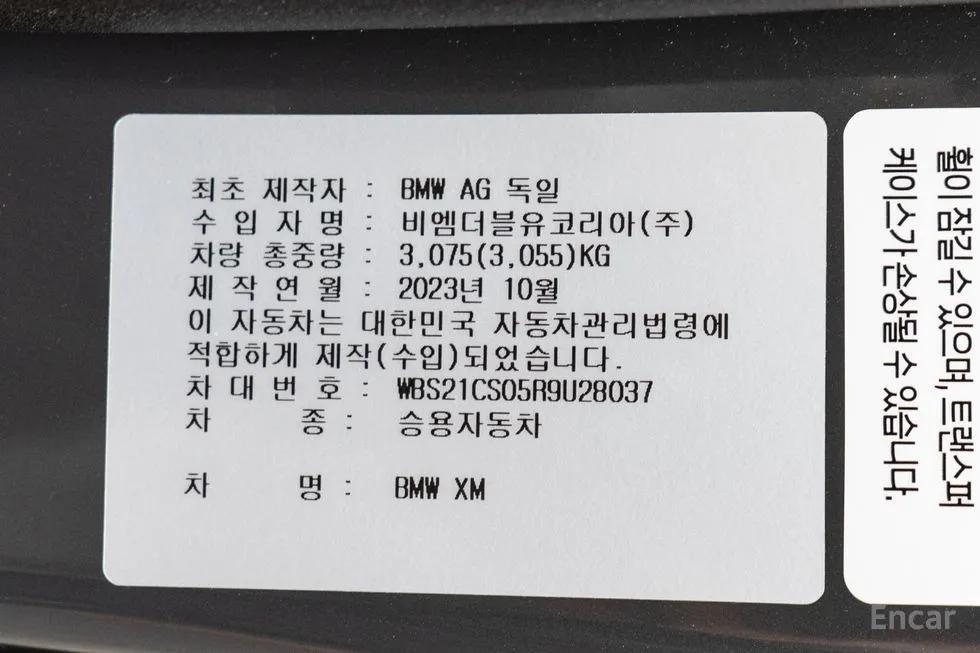 최초 제작자 : BMW AG 독일
수 입 자 명 : 비엠더블유코리아(주)
차량 총중량 : 3,075(3,055)KG
제 작 연 월 : 2023년 10월
이 자동차는 대한민국 자동차관리법령에
적합하게 제작(수입)되었습니다.
차 대 번 호 : WBS21CS05R9U28037
차 종 : 승용자동차
차 명 : BMW XM
휠이 잠길 수 있으며, 트랜스퍼
케이스가 손상될 수 있습니다.
Encar